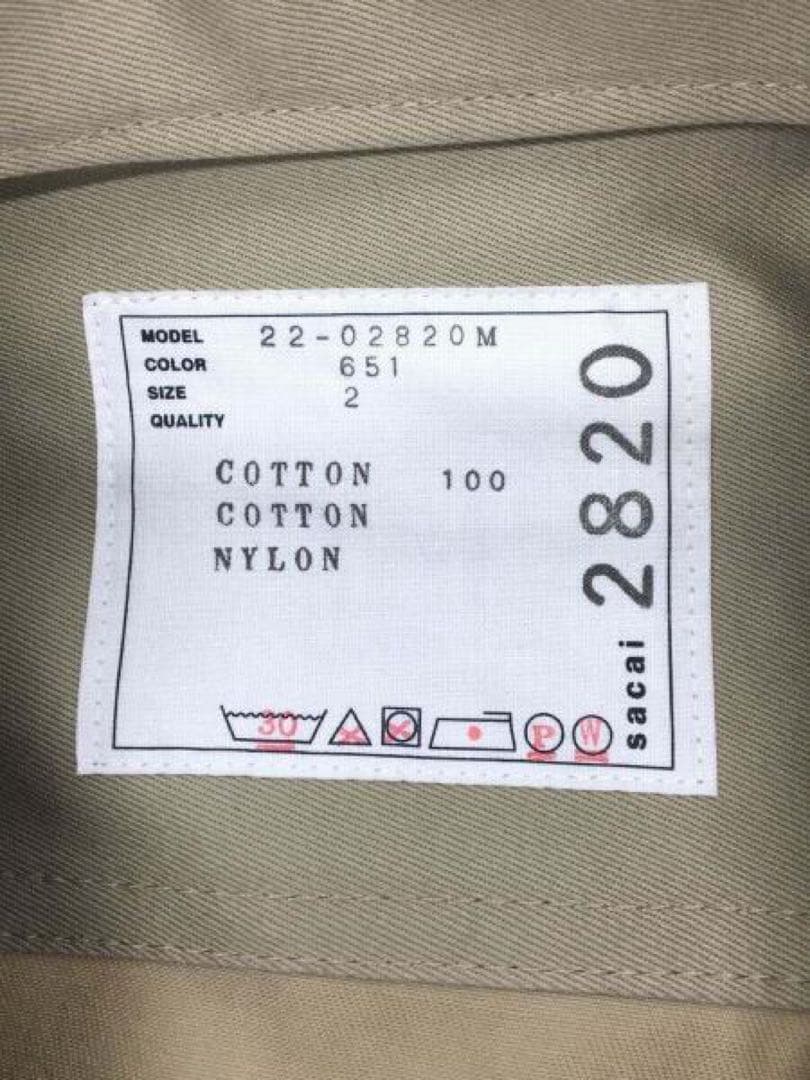 MODEL 22-02820M
COLOR 651
SIZE 2
QUALITY
COTTON 100
COTTON
NYLON
30 P W
sacai 2820